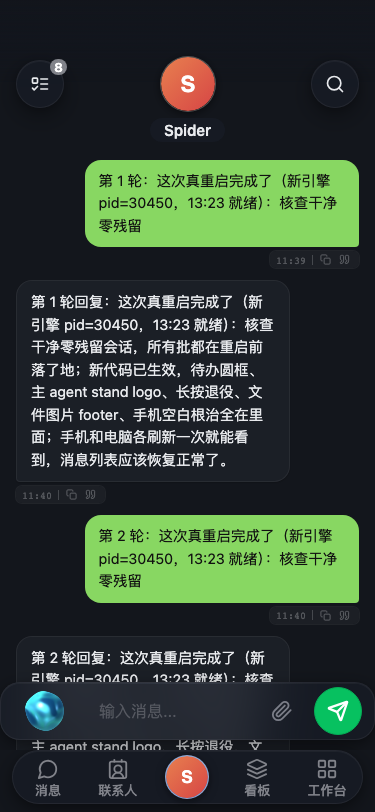 8
S
Spider
第 1 轮：这次真重启完成了（新引擎
pid=30450，13:23 就绪）：核查干净
零残留
11:39
第 1 轮回复：这次真重启完成了（新
引擎 pid=30450，13:23 就绪）：核查
干净零残留会话，所有批都在重启前
落了地；新代码已生效，待办圆框、
主 agent stand logo、长按退役、文
件图片 footer、手机空白根治全在里
面；手机和电脑各刷新一次就能看
到，消息列表应该恢复正常了。
11:40
第 2 轮：这次真重启完成了（新引擎
pid=30450，13:23 就绪）：核查干净
零残留
11:40
第 2 轮回复：这次真重启完成了（新
引擎 pid=30450，13:23 就绪）：核查
输入消息...
主 agent stand logo、长按退役、文
消息
联系人
S
看板
工作台